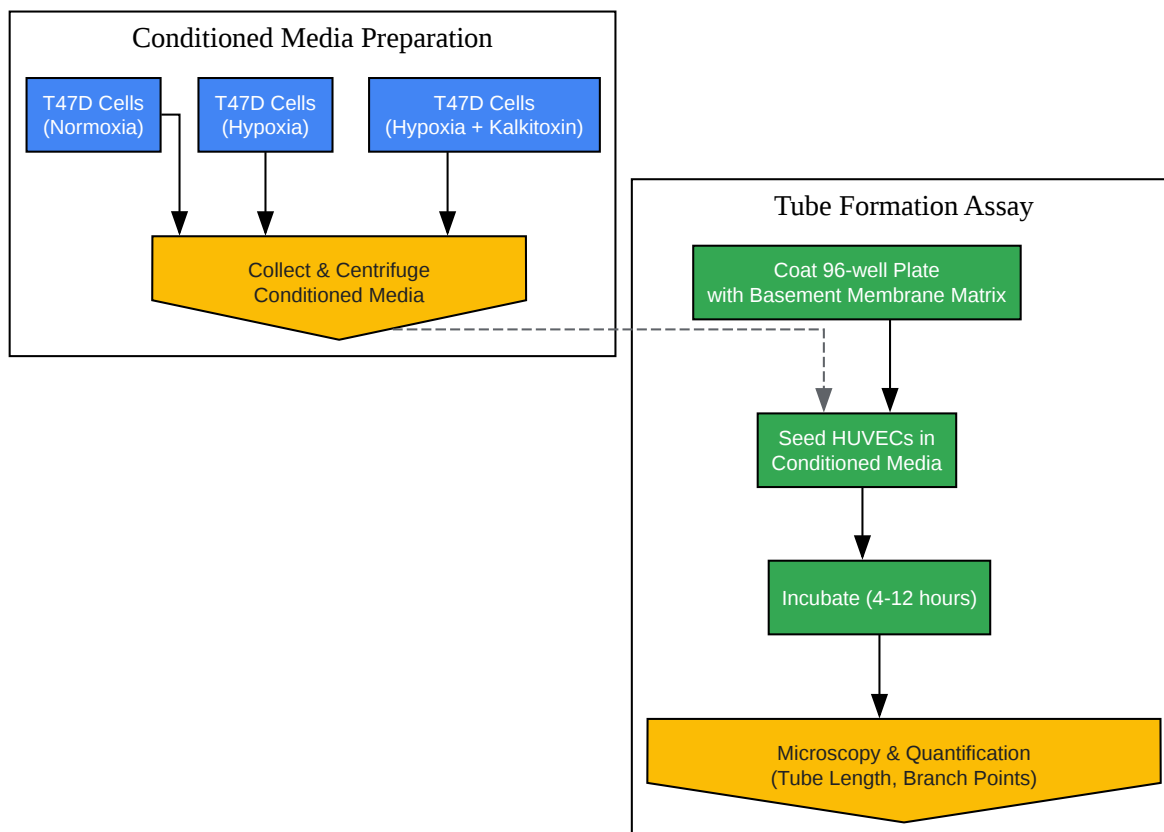 Conditioned Media Preparation
T47D Cells
(Normoxia)
T47D Cells
(Hypoxia)
T47D Cells
(Hypoxia + Kalkitoxin)
Collect & Centrifuge
Conditioned Media
Tube Formation Assay
Coat 96-well Plate
with Basement Membrane Matrix
Seed HUVECs in
Conditioned Media
Incubate (4-12 hours)
Microscopy & Quantification
(Tube Length, Branch Points)